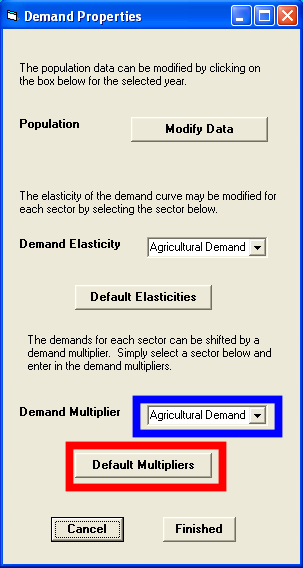 Demand Properties
The population data can be modified by clicking on
the box below for the selected year.
Population
Modify Data
The elasticity of the demand curve may be modified for
each sector by selecting the sector below.
Demand Elasticity
Agricultural Demand
Default Elasticities
The demands for each sector can be shifted by a
demand multiplier. Simply select a sector below and
enter in the demand multipliers.
Demand Multiplier
Agricultural Demand
Default Multipliers
Cancel
Finished